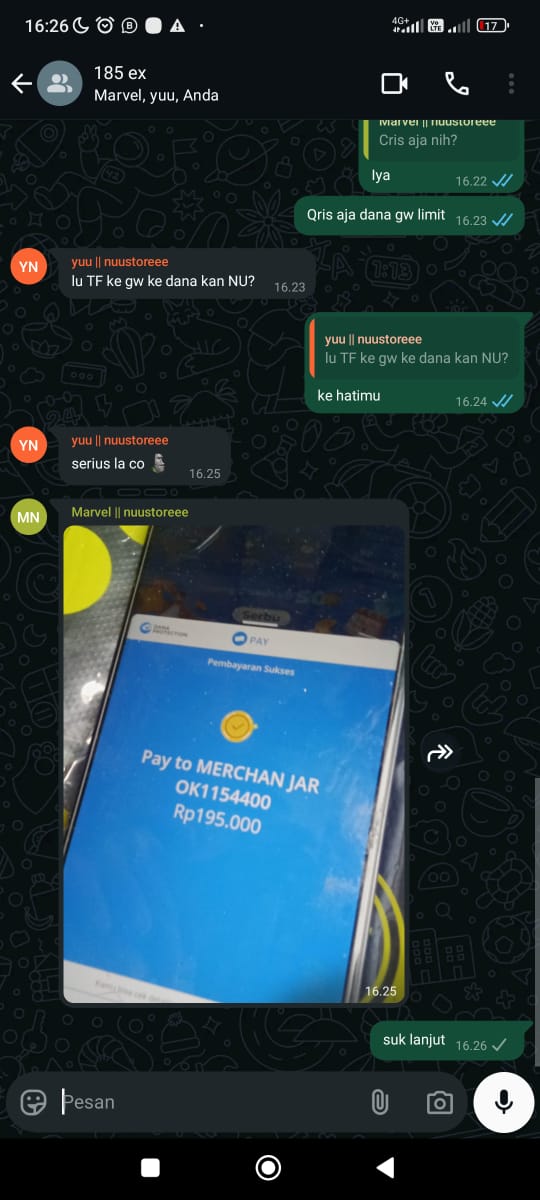 16:26
4G+
Vo
LTE
17
185 ex
Marvel, yuu, Anda
Marvel || nuustoreee
Cris aja nih?
Iya
16.22
Qris aja dana gw limit
16.23
YN
yuu || nuustoreee
lu TF ke gw ke dana kan NU?
16.23
yuu || nuustoreee
lu TF ke gw ke dana kan NU?
ke hatimu
16.24
YN
yuu || nuustoreee
serius la co 🗿
16.25
MN
Marvel || nuustoreee
Serbu
DANA
PROTECTION
PAY
Pembayaran Sukses
Pay to MERCHAN JAR
OK1154400
Rp195.000
16.25
suk lanjut
16.26
Pesan